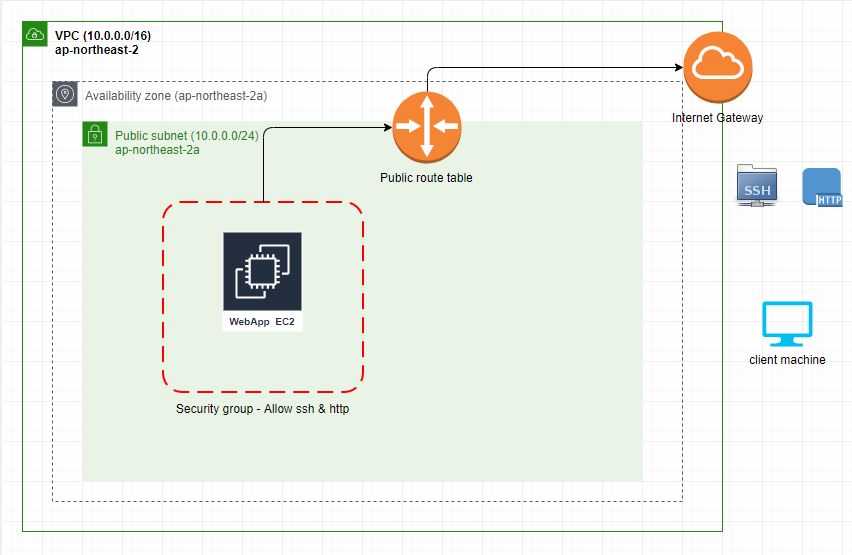 VPC (10.0.0.0/16)
ap-northeast-2
Availability zone (ap-northeast-2a)
Public subnet (10.0.0.0/24)
ap-northeast-2a
Internet Gateway
Public route table
SSH
HTTP
WebApp EC2
client machine
Security group - Allow ssh & http